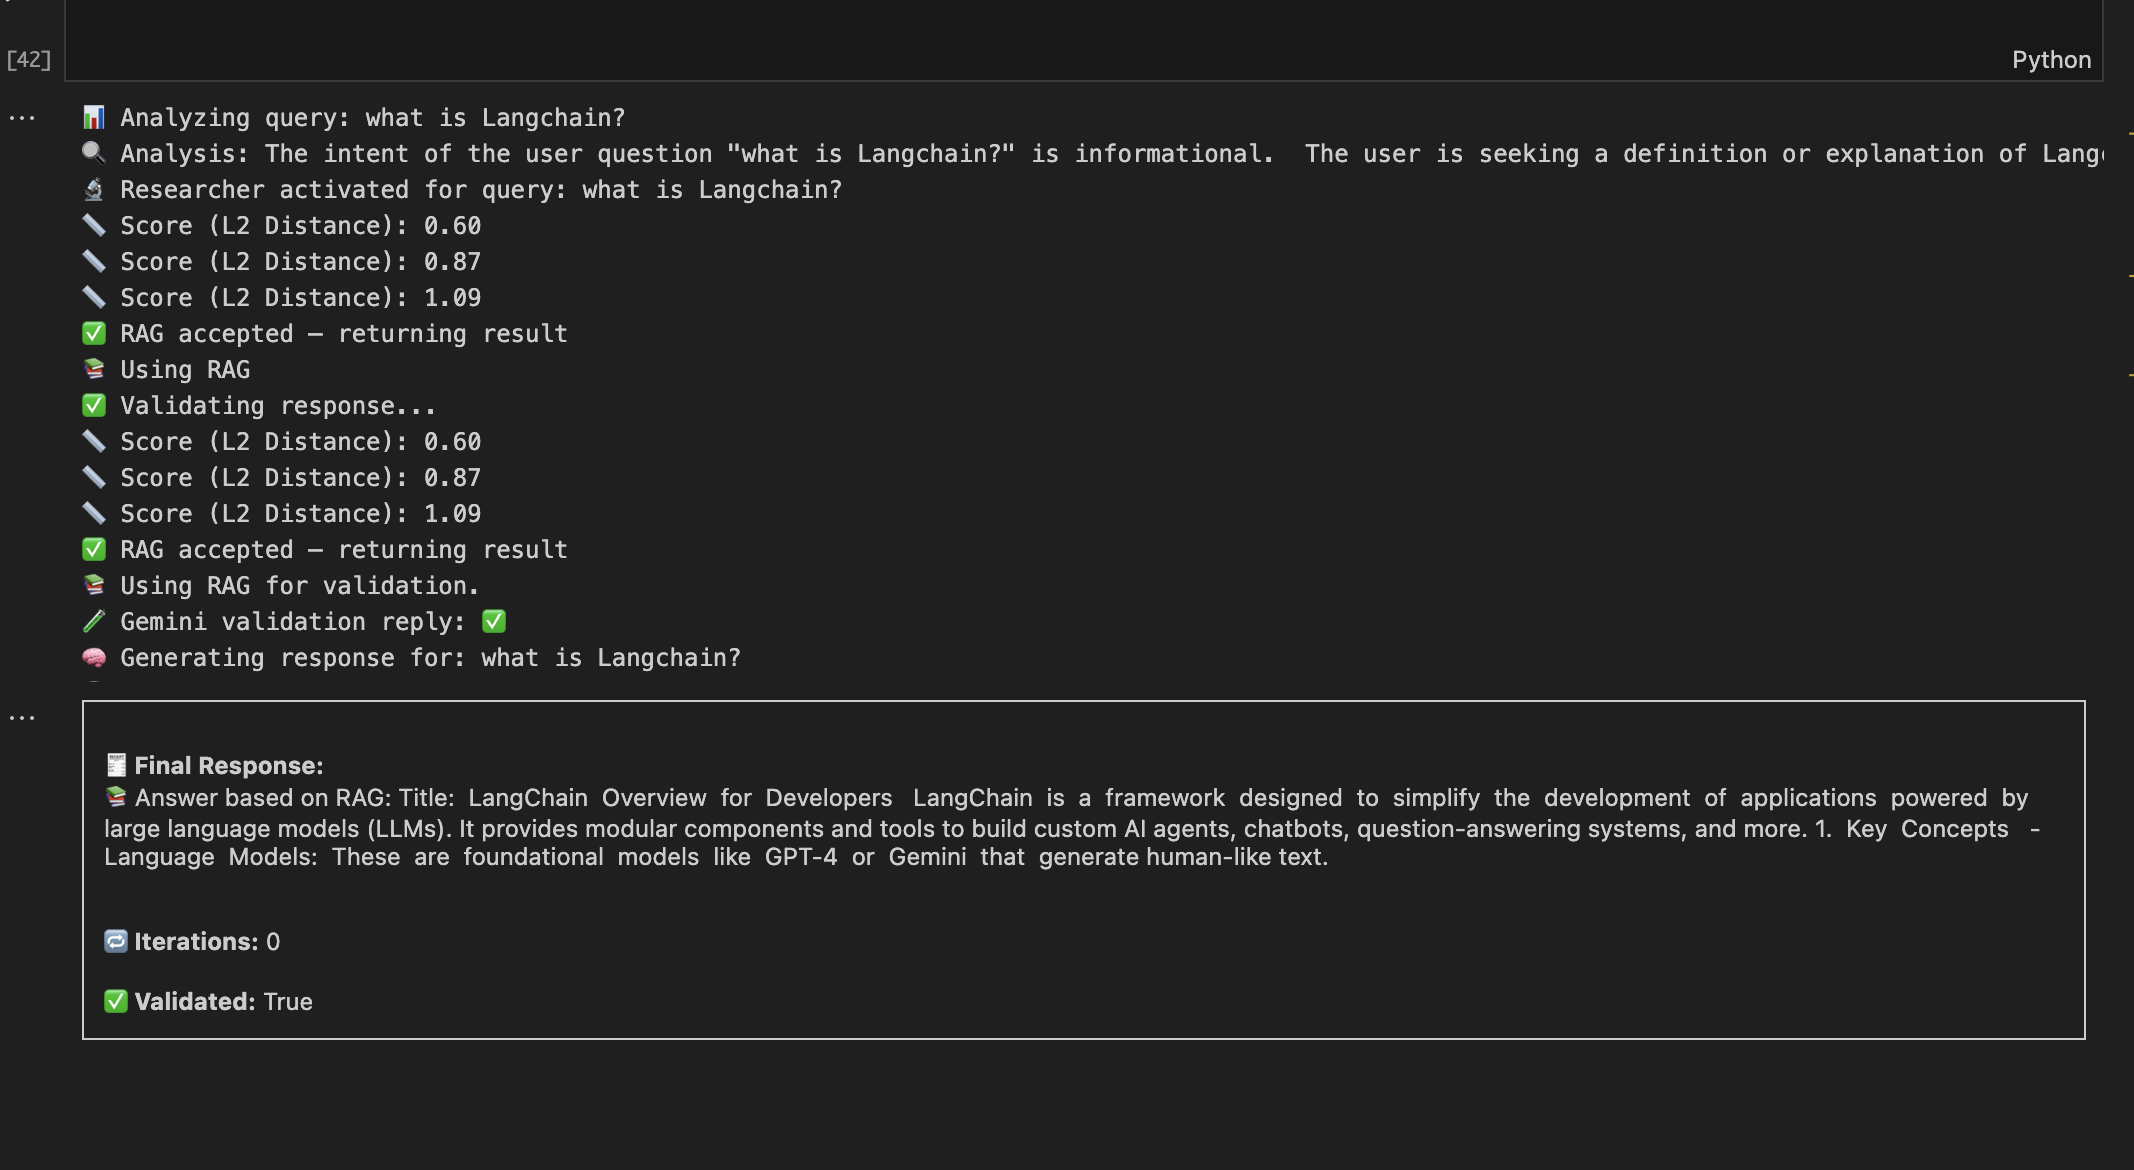 [42]
Python
📊 Analyzing query: what is Langchain?
🔍 Analysis: The intent of the user question "what is Langchain?" is informational.  The user is seeking a definition or explanation of
🔬 Researcher activated for query: what is Langchain?
📏 Score (L2 Distance): 0.60
📏 Score (L2 Distance): 0.87
📏 Score (L2 Distance): 1.09
✅ RAG accepted — returning result
📚 Using RAG
✅ Validating response...
📏 Score (L2 Distance): 0.60
📏 Score (L2 Distance): 0.87
📏 Score (L2 Distance): 1.09
✅ RAG accepted — returning result
📚 Using RAG for validation.
🧪 Gemini validation reply: ✅
🧠 Generating response for: what is Langchain?
🧾 Final Response:
📚 Answer based on RAG: Title: LangChain Overview for Developers LangChain is a framework designed to simplify the development of applications powered by
large language models (LLMs). It provides modular components and tools to build custom AI agents, chatbots, question-answering systems, and more. 1. Key Concepts -
Language Models: These are foundational models like GPT-4 or Gemini that generate human-like text.
🔁 Iterations: 0
✅ Validated: True